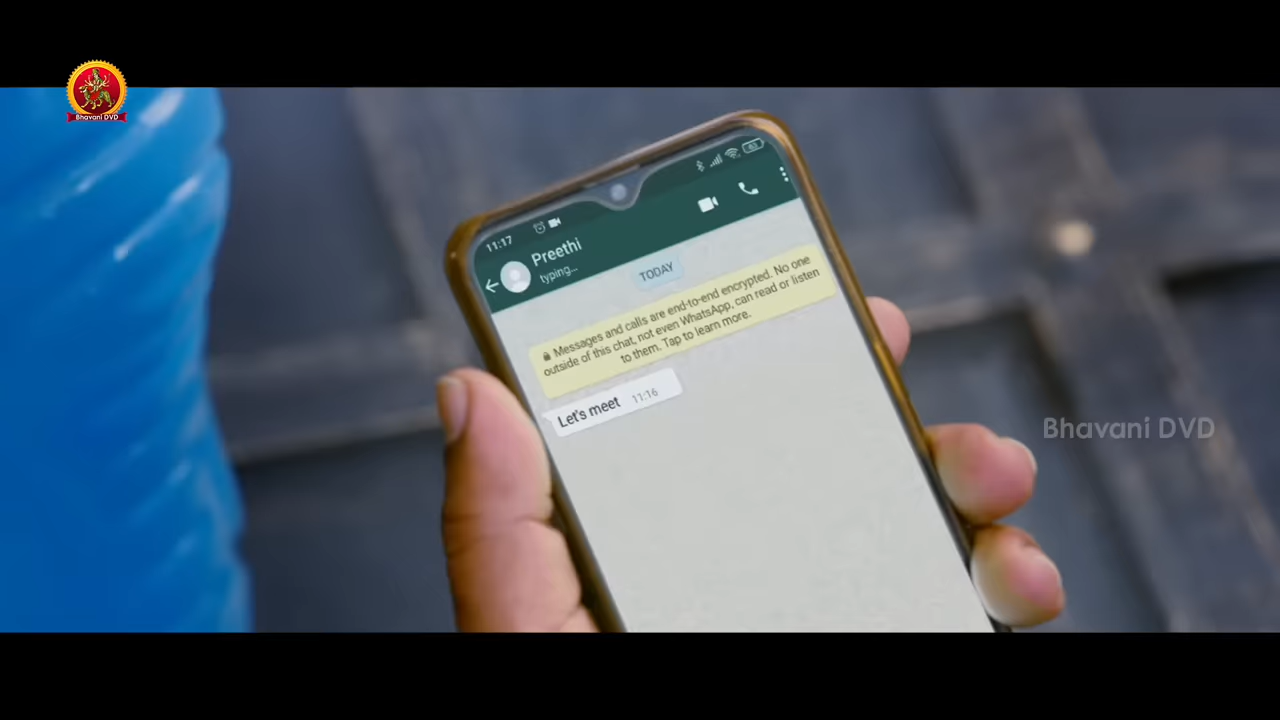 Bhavani DVD
63
11:17
Preethi
typing...
TODAY
Messages and calls are end-to-end encrypted. No one
outside of this chat, not even WhatsApp, can read or listen
to them. Tap to learn more.
Let's meet 11:16
Bhavani DVD